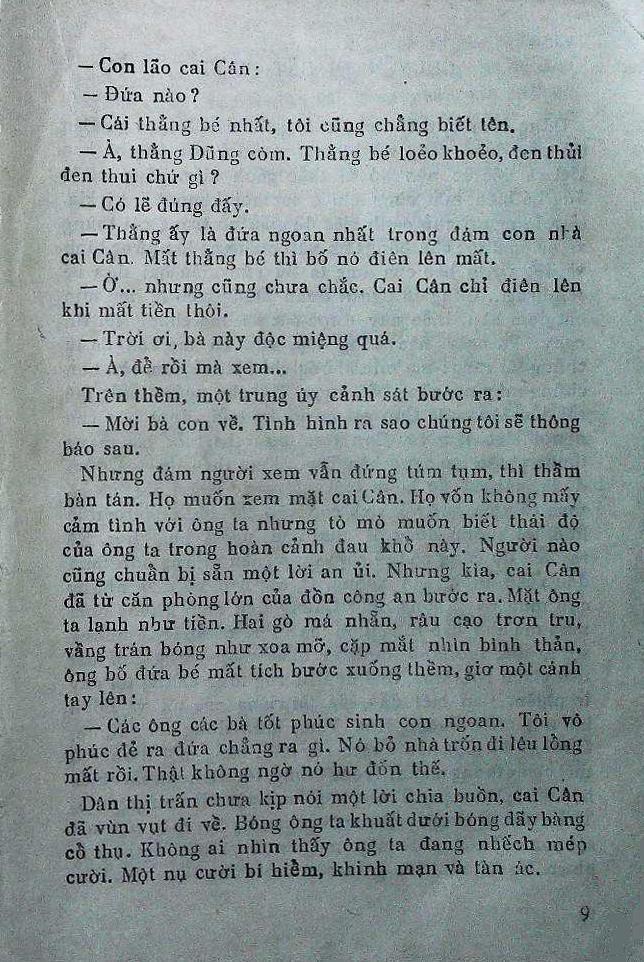 — Con lão cai Cân:
— Đứa nào?
— Cái thằng bé nhất, tôi cũng chẳng biết tên.
— À, thằng Dũng còm. Thằng bé loẻo khoẻo, đen thủi
đen thui chứ gì?
— Có lẽ đúng đấy.
— Thằng ấy là đứa ngoan nhất trong đám con nhà
cai Cân. Mất thằng bé thì bố nó điên lên mất.
— Ờ... nhưng cũng chưa chắc. Cai Cân chỉ điên lên
khi mất tiền thôi.
— Trời ơi, bà này độc miệng quá.
— À, để rồi mà xem...
Trên thềm, một trung úy cảnh sát bước ra:
— Mời bà con về. Tình hình ra sao chúng tôi sẽ thông
báo sau.
Nhưng đám người xem vẫn đứng túm tụm, thì thầm
bàn tán. Họ muốn xem mặt cai Cân. Họ vốn không mấy
cảm tình với ông ta nhưng tò mò muốn biết thái độ
của ông ta trong hoàn cảnh đau khổ này. Người nào
cũng chuẩn bị sẵn một lời an ủi. Nhưng kìa, cai Cân
đã từ căn phòng lớn của đồn công an bước ra. Mặt ông
ta lạnh như tiền. Hai gò má nhẵn, râu cạo trơn tru,
vầng trán bóng như xoa mỡ, cặp mắt nhìn bình thản,
ông bố đứa bé mất tích bước xuống thềm, giơ một cánh
tay lên:
— Các ông các bà tốt phúc sinh con ngoan. Tôi vô
phúc đẻ ra đứa chẳng ra gì. Nó bỏ nhà trốn đi lêu lổng
mất rồi. Thật không ngờ nó hư đốn thế.
Dân thị trấn chưa kịp nói một lời chia buồn, cai Cân
đã vùn vụt đi về. Bóng ông ta khuất dưới bóng dãy bàng
cổ thụ. Không ai nhìn thấy ông ta đang nhếch mép
cười. Một nụ cười bí hiểm, khinh mạn và tàn ác.
9